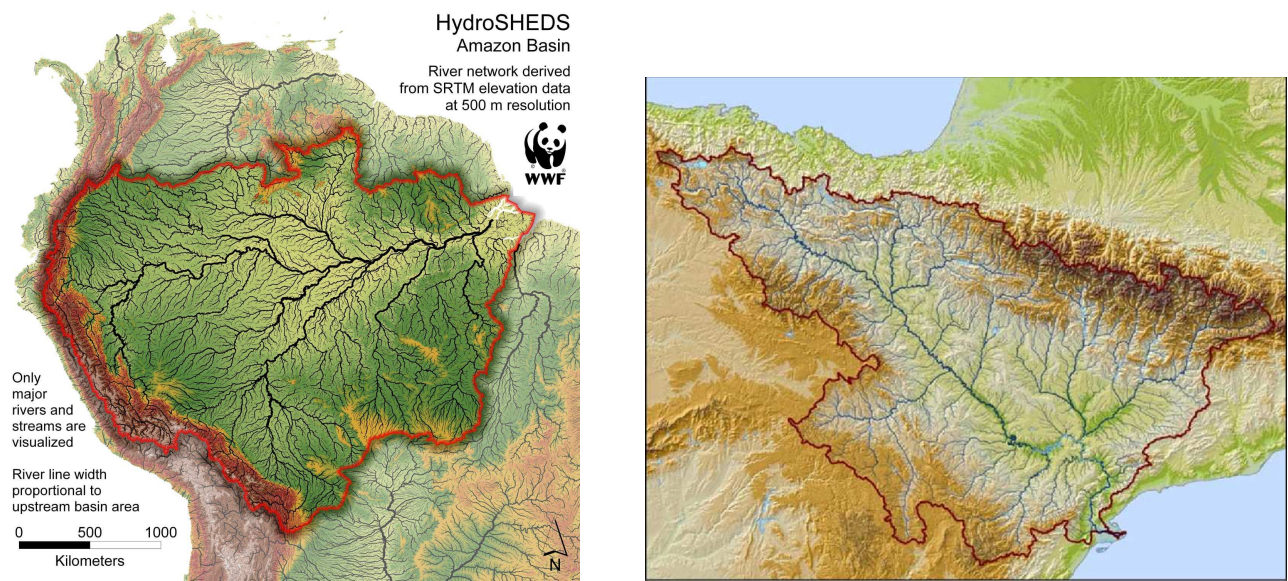 HydroSHEDS
Amazon Basin
River network derived
from SRTM elevation data
at 500 m resolution
WWF
Only
major
rivers and
streams are
visualized
River line width
proportional to
upstream basin area
0 500 1000
Kilometers
N